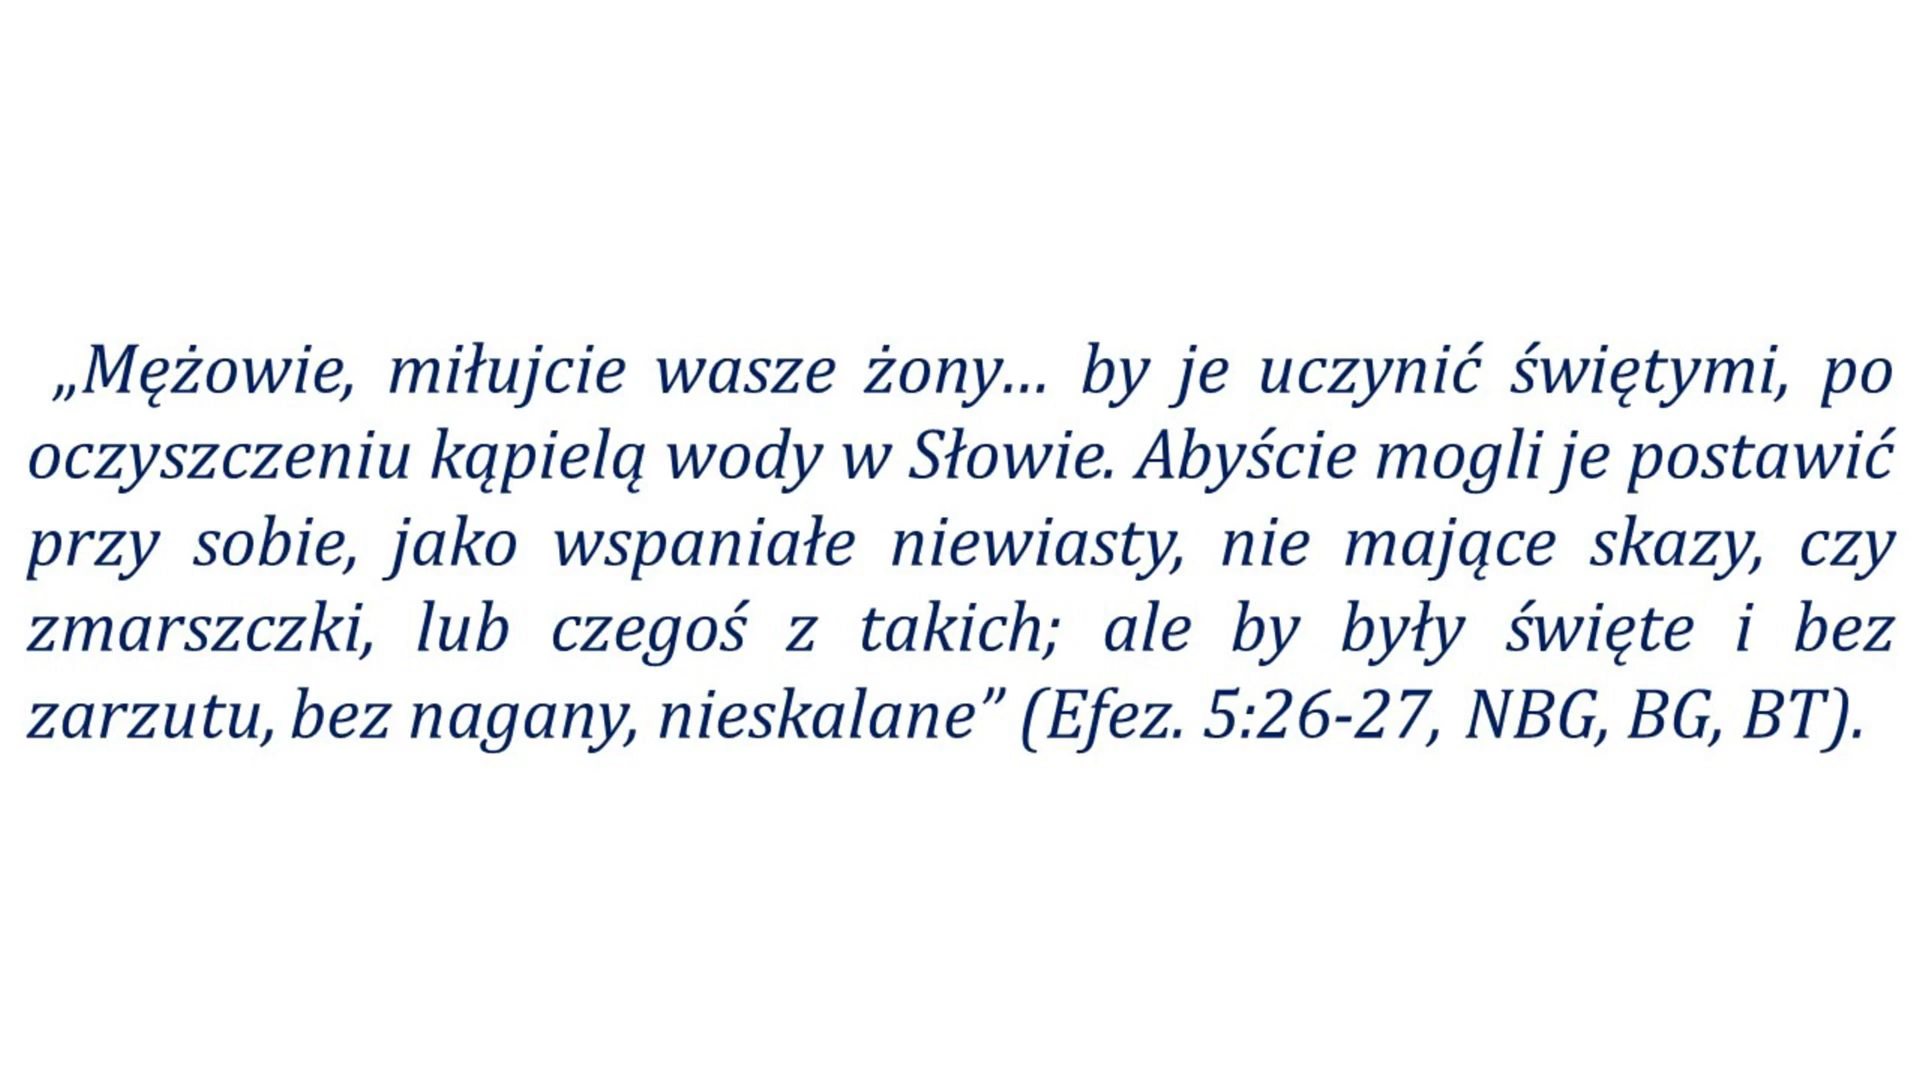 „Mężowie, miłujcie wasze żony... by je uczynić świętymi, po
oczyszczeniu kąpielą wody w Słowie. Abyście mogli je postawić
przy sobie, jako wspaniałe niewiasty, nie mające skazy, czy
zmarszczki, lub czegoś z takich; ale by były święte i bez
zarzutu, bez nagany, nieskalane” (Efez. 5:26-27, NBG, BG, BT).